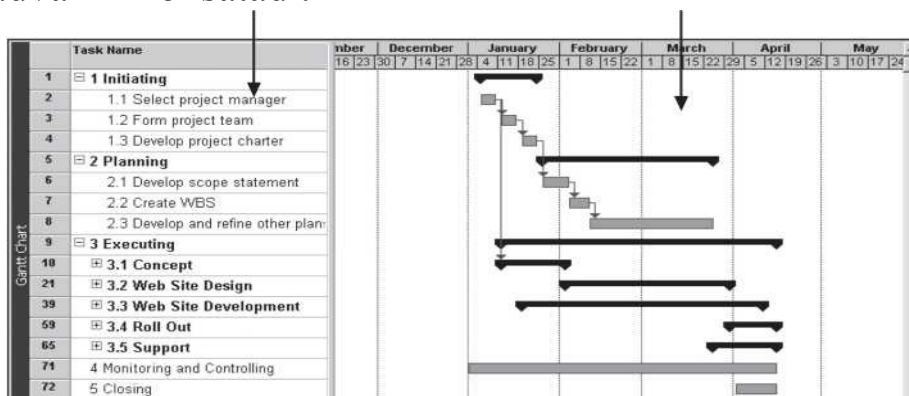 Task Name
mber December January February March April May
16 23 30 7 14 21 28 4 11 18 25 1 8 15 22 1 8 15 22 29 5 12 19 26 3 10 17 24
1 1 Initiating
2 1.1 Select project manager
3 1.2 Form project team
4 1.3 Develop project charter
5 2 Planning
6 2.1 Develop scope statement
7 2.2 Create WBS
8 2.3 Develop and refine other plan
9 3 Executing
10 3.1 Concept
21 3.2 Web Site Design
39 3.3 Web Site Development
59 3.4 Roll Out
65 3.5 Support
71 4 Monitoring and Controlling
72 5 Closing
Gantt Chart